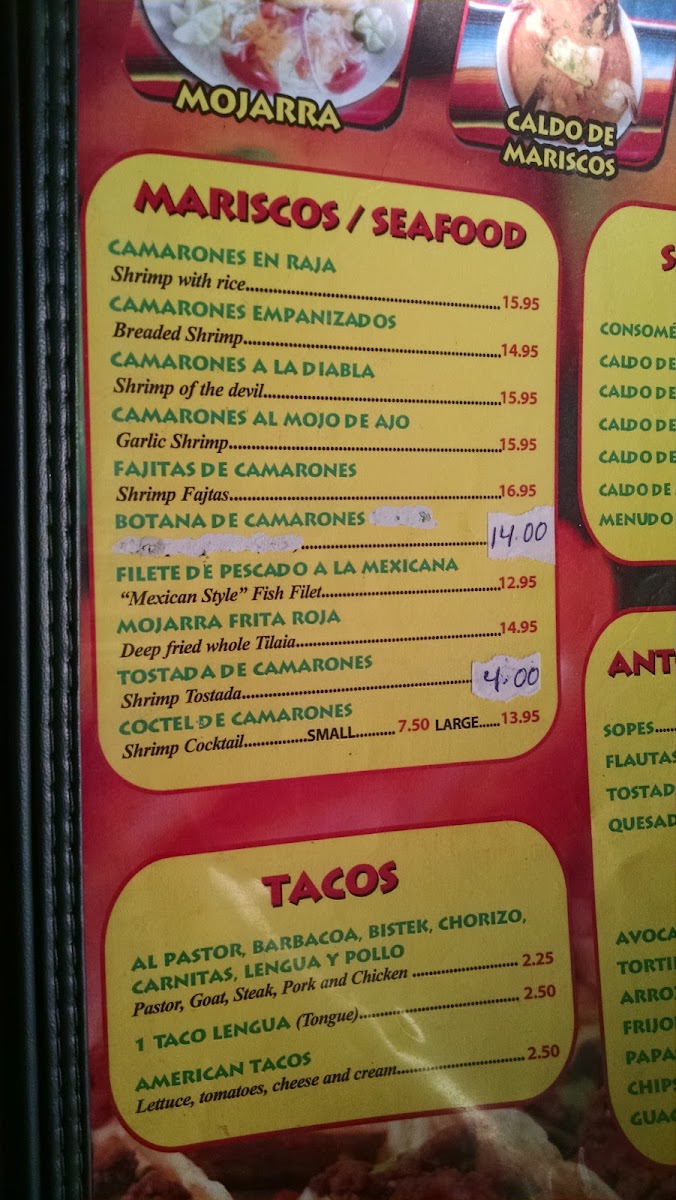 MOJARRA
CALDO DE
MARISCOS
MARISCOS / SEAFOOD
CAMARONES EN RAJA
Shrimp with rice...............15.95
CAMARONES EMPANIZADOS
Breaded Shrimp...............14.95
CAMARONES A LA DIABLA
Shrimp of the devil...............15.95
CAMARONES AL MOJO DE AJO
Garlic Shrimp...............15.95
FAJITAS DE CAMARONES
Shrimp Fajtas...............16.95
BOTANA DE CAMARONES
...............14.00
FILETE DE PESCADO A LA MEXICANA
"Mexican Style" Fish Filet...............12.95
MOJARRA FRITA ROJA
Deep fried whole Tilaia...............14.95
TOSTADA DE CAMARONES
Shrimp Tostada...............4.00
COCTEL DE CAMARONES
Shrimp Cocktail...............SMALL..........7.50 LARGE......13.95
TACOS
AL PASTOR, BARBACOA, BISTEK, CHORIZO,
CARNITAS, LENGUA Y POLLO
Pastor, Goat, Steak, Pork and Chicken ...............2.25
1 TACO LENGUA (Tongue)...............2.50
AMERICAN TACOS
Lettuce, tomatoes, cheese and cream...............2.50
S
CONSOMÉ
CALDO DE
CALDO DE
CALDO DE
CALDO DE
CALDO DE
MENUDO
ANT
SOPES....
FLAUTAS
TOSTAD
QUESAD
AVOCA
TORTI
ARRO
FRIJO
PAPA
CHIPS
GUAC